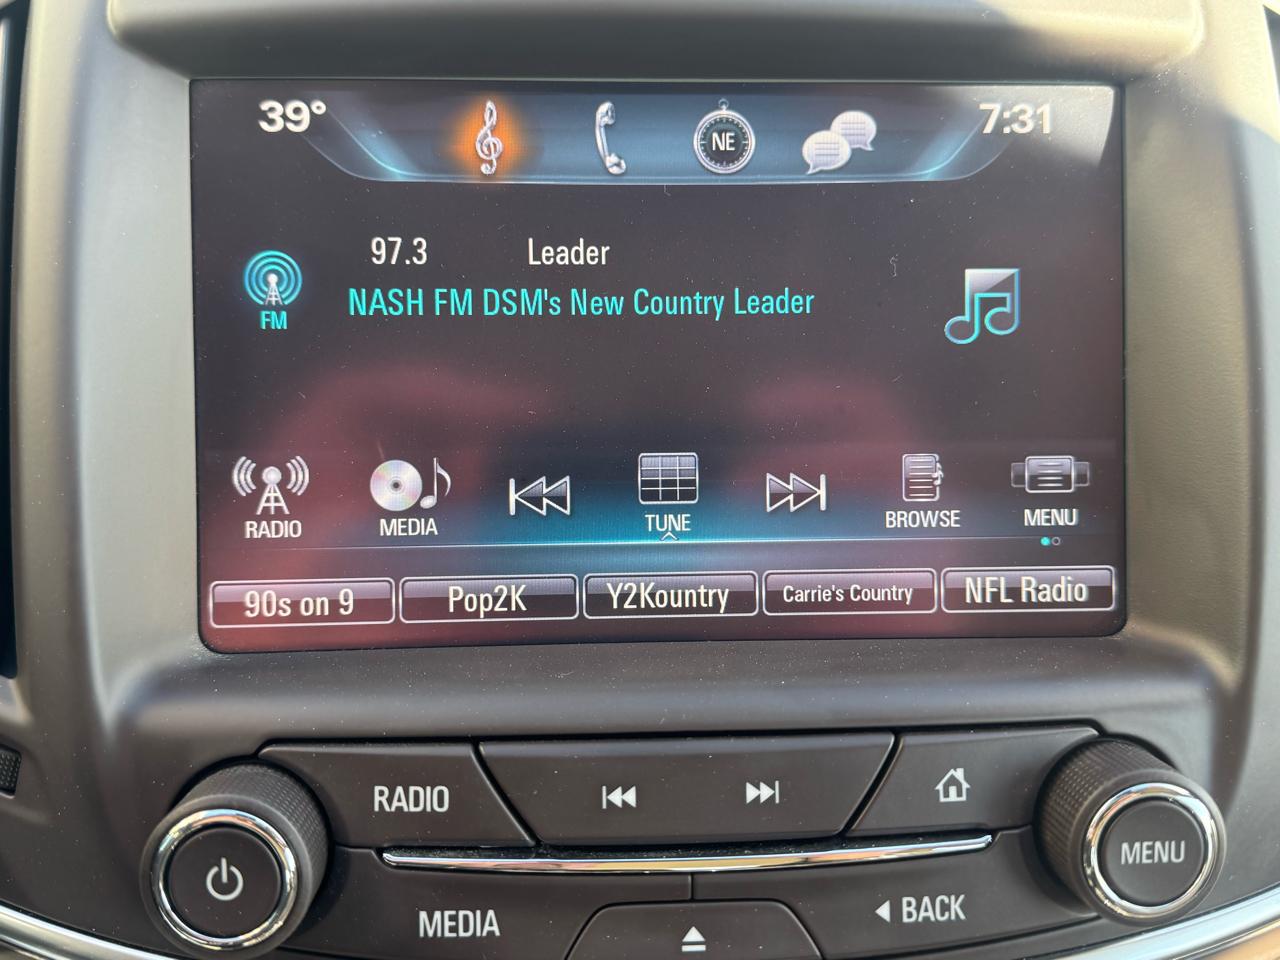 39° 7:31
NE
97.3 Leader
NASH FM DSM's New Country Leader
FM
RADIO MEDIA TUNE BROWSE MENU
90s on 9 Pop2K Y2Kountry Carrie's Country NFL Radio
RADIO
MENU
MEDIA BACK